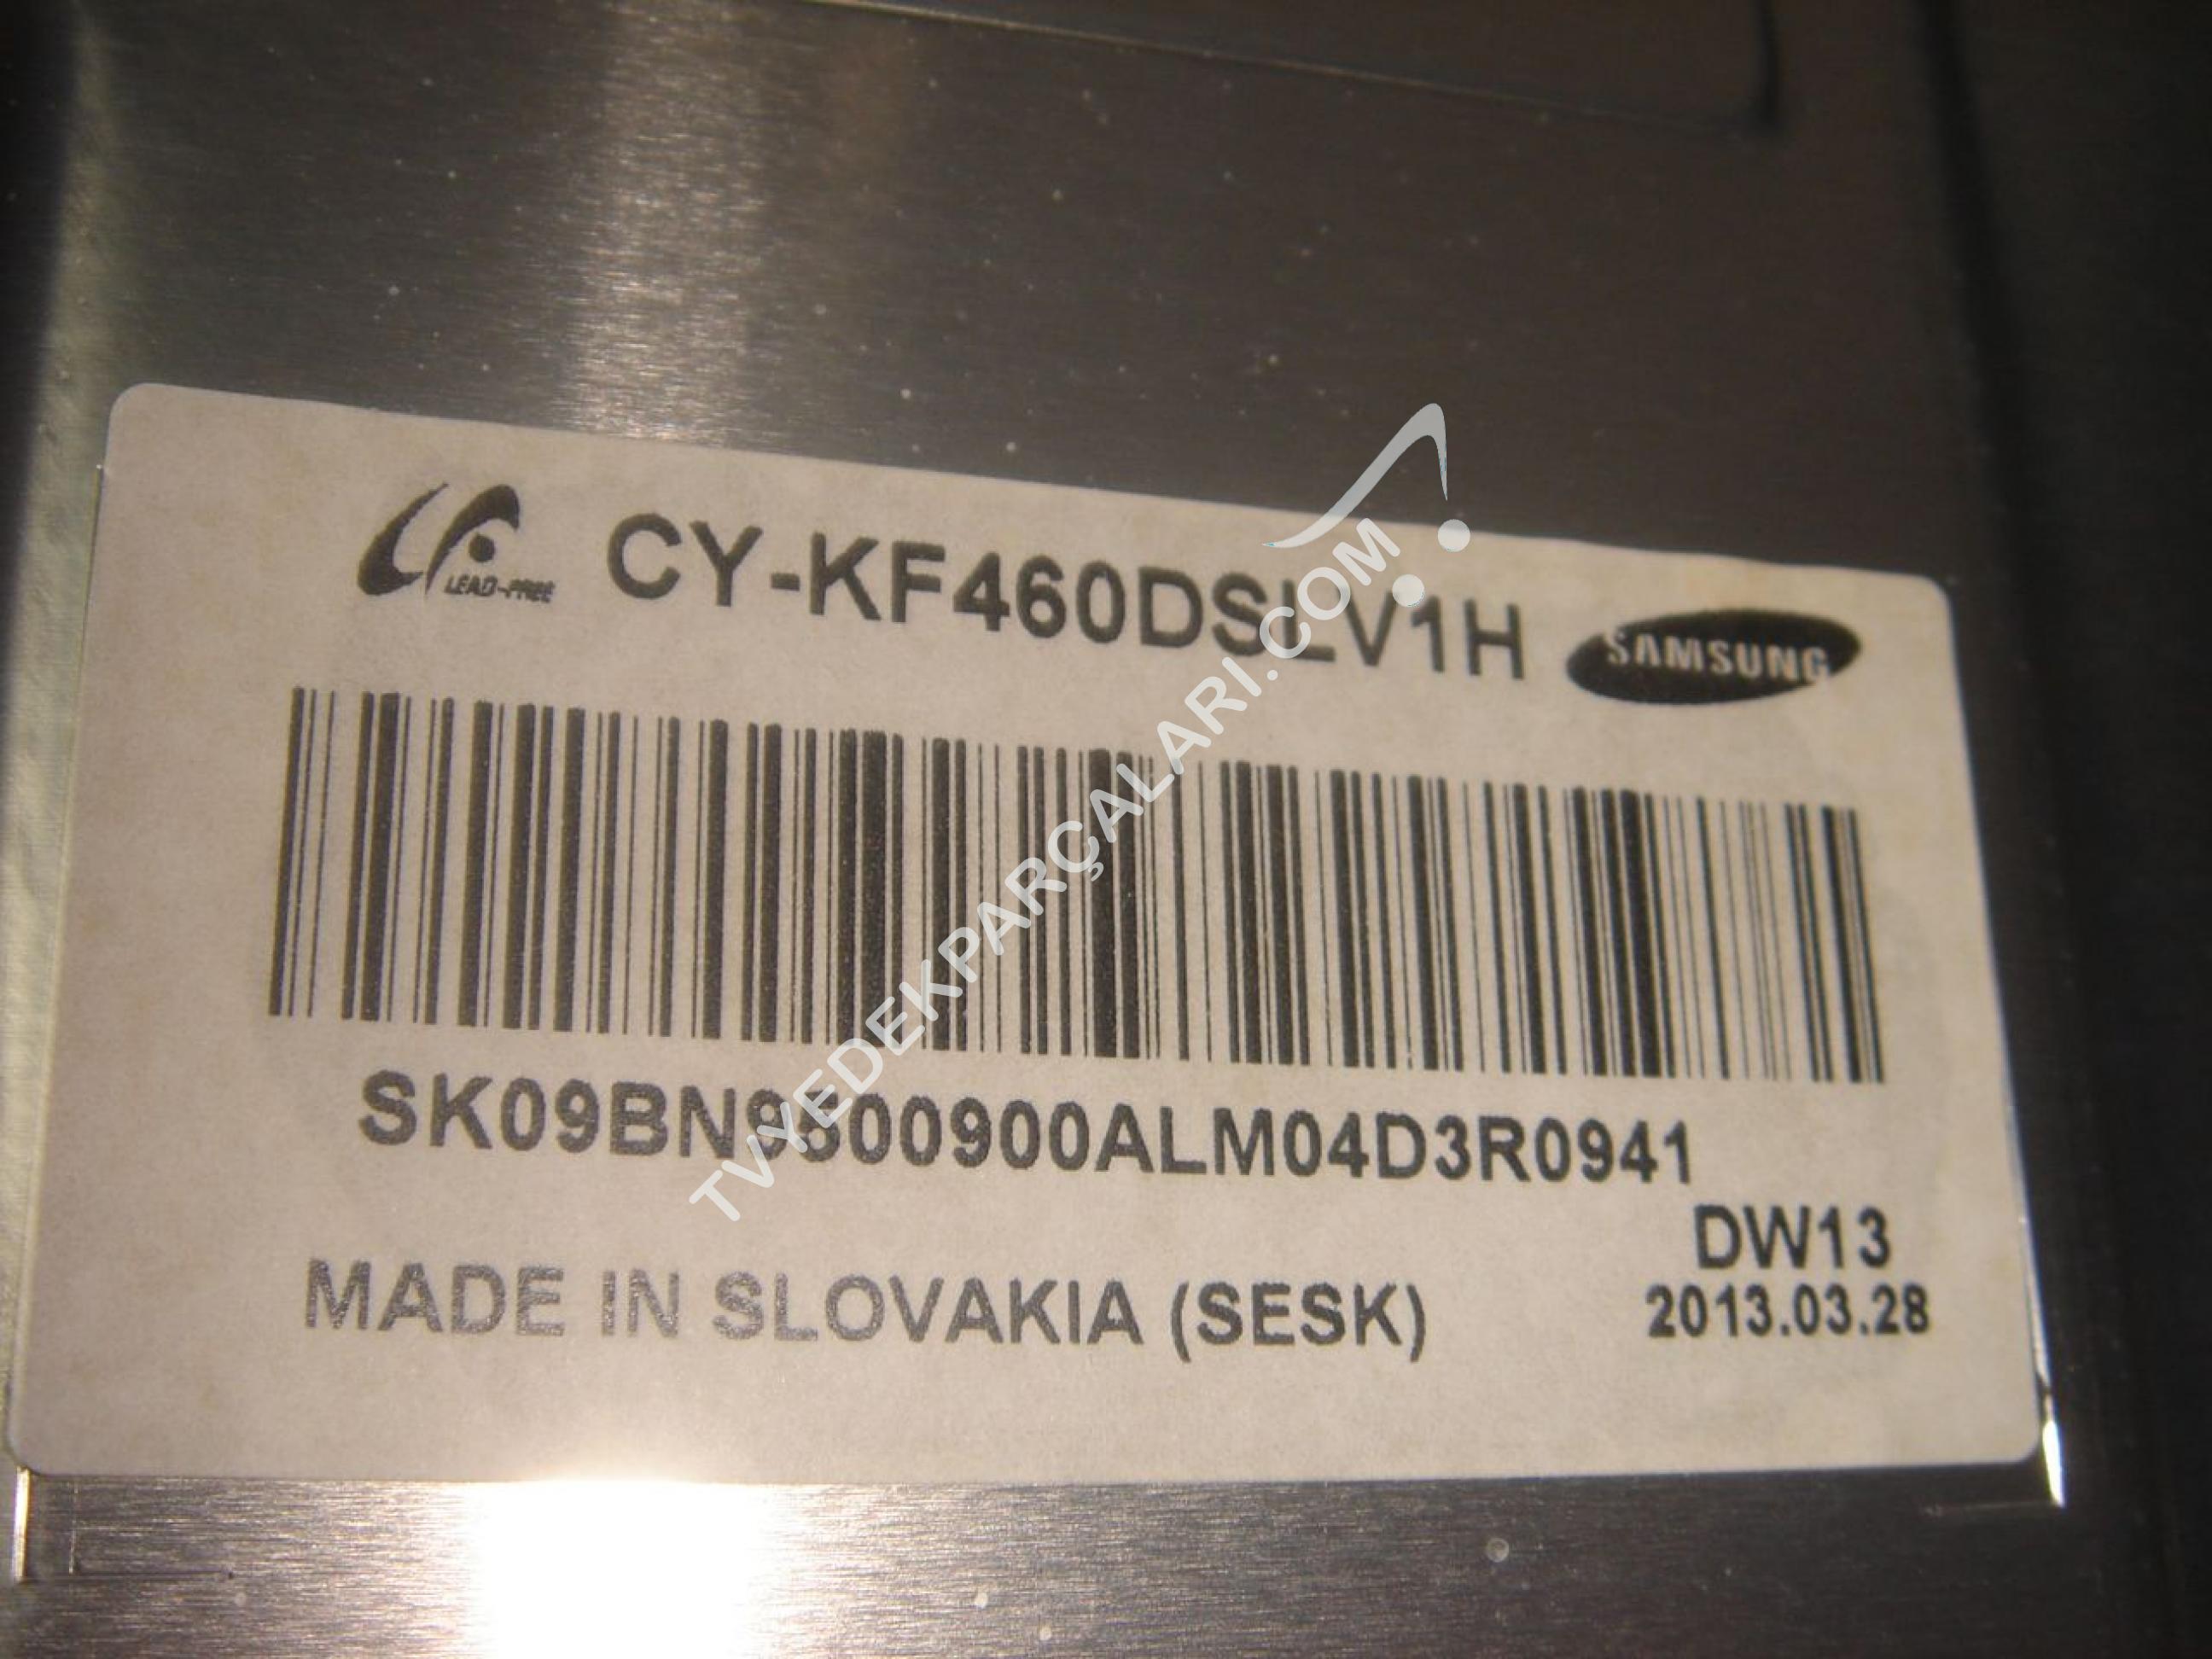 LEAD-FREE CY-KF460DSLV1H SAMSUNG
SK09BN9500900ALM04D3R0941
DW13
MADE IN SLOVAKIA (SESK) 2013.03.28
TVYEDEKPARÇALARI.COM